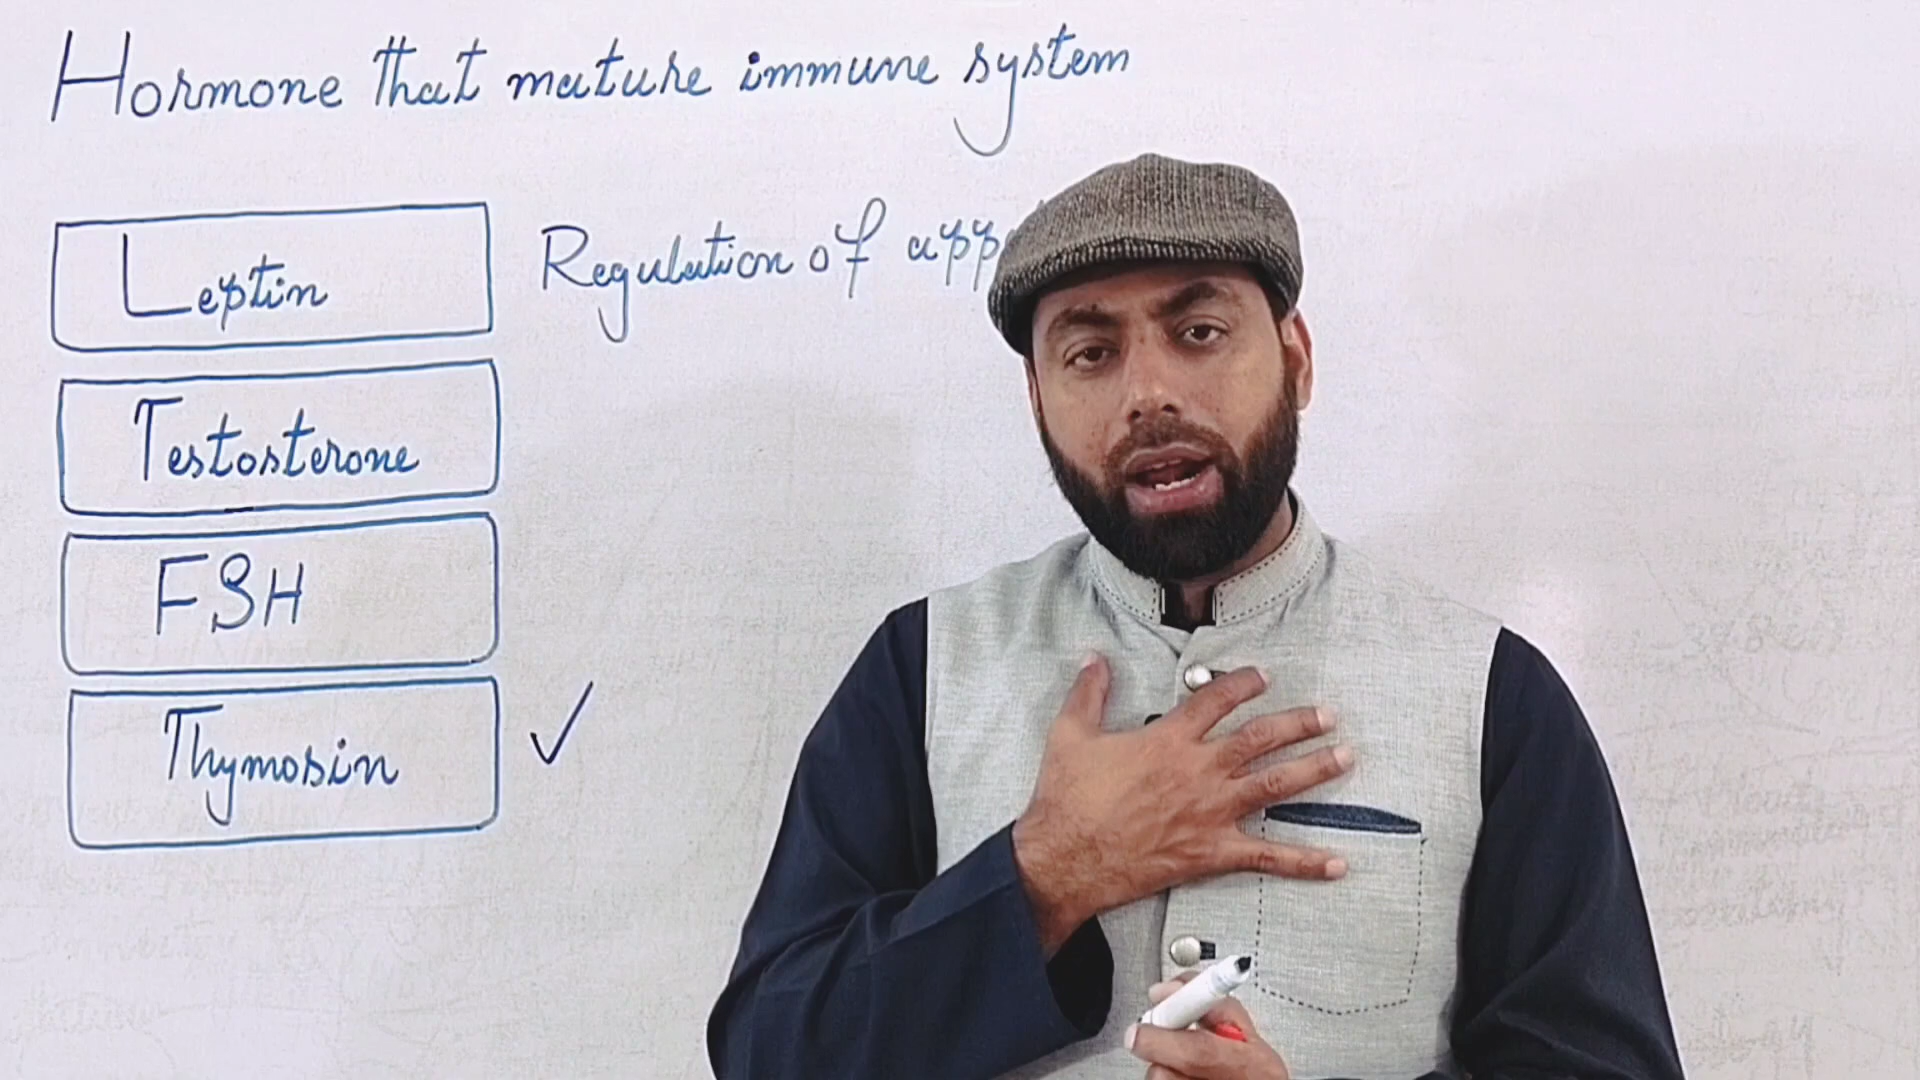 Hormone that mature immune system
Leptin
Regulation of
Testosterone
FSH
Thymosin